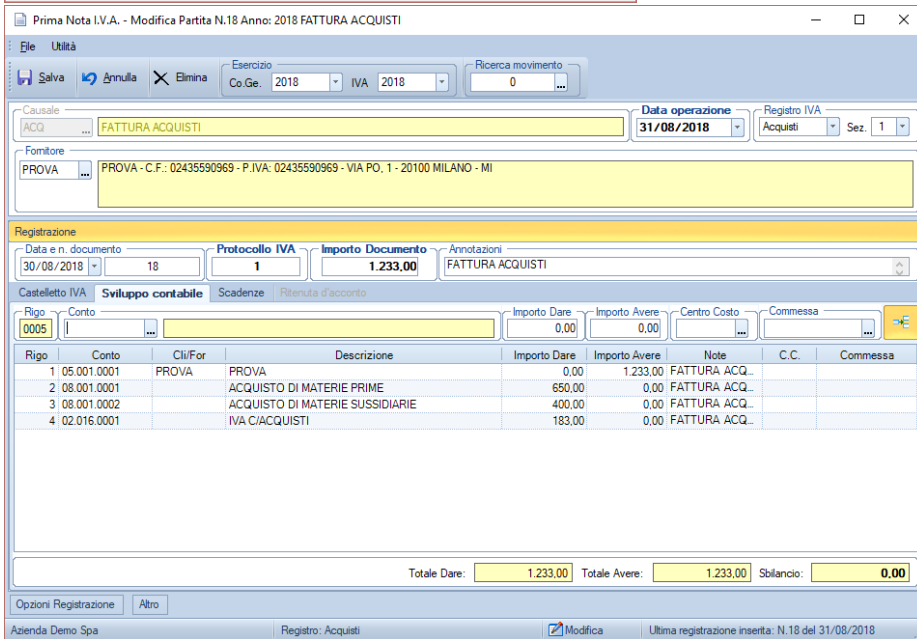 Prima Nota I.V.A. - Modifica Partita N.18 Anno: 2018 FATTURA ACQUISTI
File Utilità
Salva Annulla Elimina
Esercizio
Co.Ge. 2018 IVA 2018
Ricerca movimento
0 ...
Causale
ACQ ... FATTURA ACQUISTI
Data operazione
31/08/2018
Registro IVA
Acquisti Sez. 1
Fornitore
PROVA ... PROVA - C.F.: 02435590969 - P.IVA: 02435590969 - VIA PO, 1 - 20100 MILANO - MI
Registrazione
Data e n. documento Protocollo IVA Importo Documento Annotazioni
30/08/2018 18 1 1.233,00 FATTURA ACQUISTI
Castelletto IVA Sviluppo contabile Scadenze Ritenuta d'acconto
Rigo Conto Importo Dare Importo Avere Centro Costo Commessa
0005 ... 0,00 0,00 ... ...
Rigo Conto Cli/For Descrizione Importo Dare Importo Avere Note C.C. Commessa
1 05.001.0001 PROVA PROVA 0,00 1.233,00 FATTURA ACQ...
2 08.001.0001 ACQUISTO DI MATERIE PRIME 650,00 0,00 FATTURA ACQ...
3 08.001.0002 ACQUISTO DI MATERIE SUSSIDIARIE 400,00 0,00 FATTURA ACQ...
4 02.016.0001 IVA C/ACQUISTI 183,00 0,00 FATTURA ACQ...
Totale Dare: 1.233,00 Totale Avere: 1.233,00 Sbilancio: 0,00
Opzioni Registrazione Altro
Azienda Demo Spa Registro: Acquisti Modifica Ultima registrazione inserita: N.18 del 31/08/2018